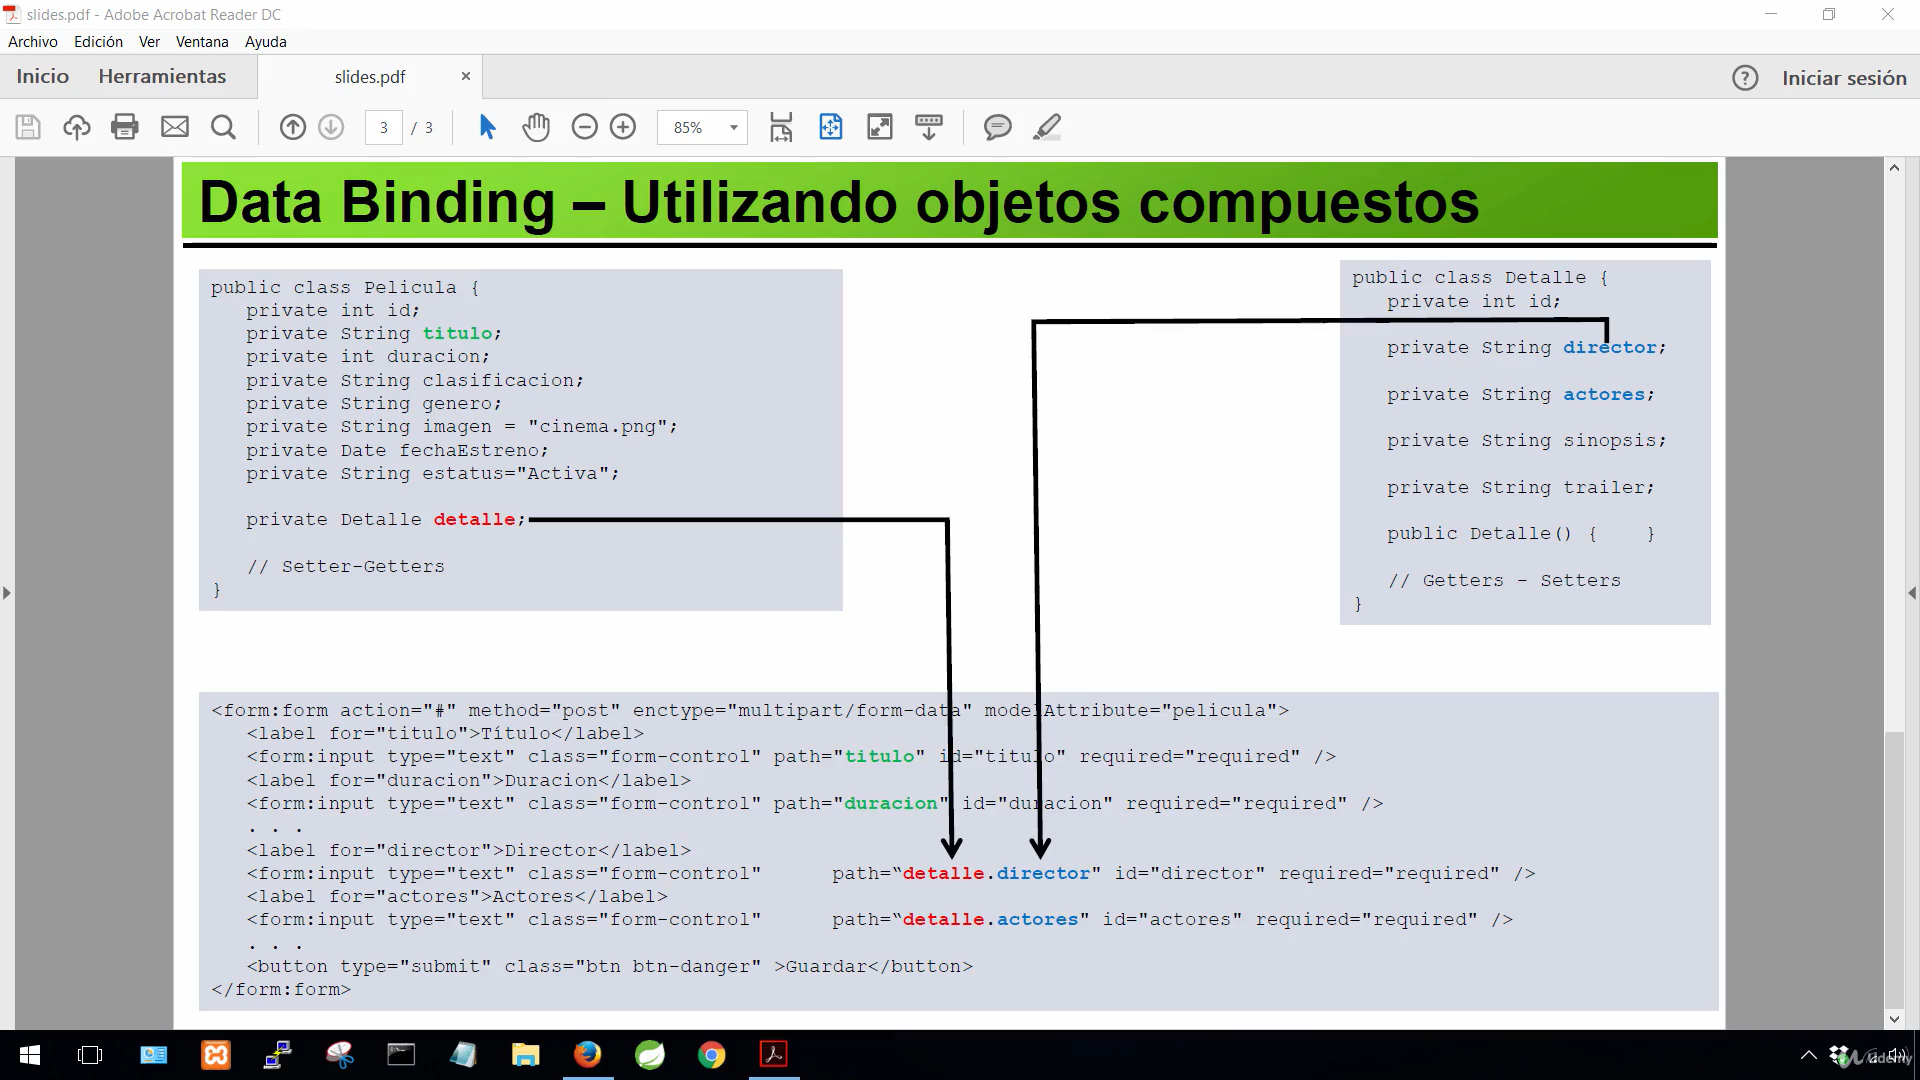 slides.pdf - Adobe Acrobat Reader DC
Archivo Edición Ver Ventana Ayuda
Inicio Herramientas slides.pdf × Iniciar sesión
3 / 3 85%
Data Binding – Utilizando objetos compuestos
public class Pelicula {
private int id;
private String titulo;
private int duracion;
private String clasificacion;
private String genero;
private String imagen = "cinema.png";
private Date fechaEstreno;
private String estatus="Activa";
private Detalle detalle;
// Setter-Getters
}
public class Detalle {
private int id;
private String director;
private String actores;
private String sinopsis;
private String trailer;
public Detalle() { }
// Getters - Setters
}
<form:form action="#" method="post" enctype="multipart/form-data" modelAttribute="pelicula">
<label for="titulo">Título</label>
<form:input type="text" class="form-control" path="titulo" id="titulo" required="required" />
<label for="duracion">Duracion</label>
<form:input type="text" class="form-control" path="duracion" id="duracion" required="required" />
. . .
<label for="director">Director</label>
<form:input type="text" class="form-control" path=“detalle.director" id="director" required="required" />
<label for="actores">Actores</label>
<form:input type="text" class="form-control" path=“detalle.actores" id="actores" required="required" />
. . .
<button type="submit" class="btn btn-danger" >Guardar</button>
</form:form>